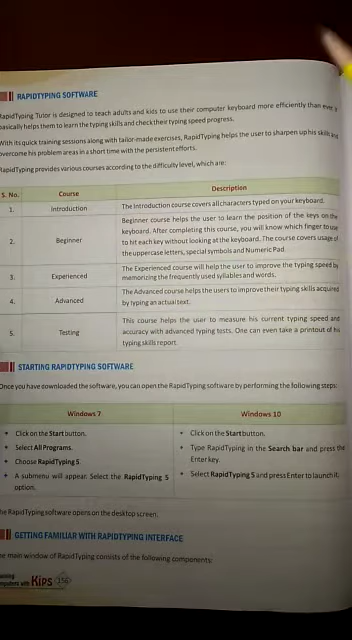 RAPIDTYPING SOFTWARE
RapidTyping Tutor is designed to teach adults and kids to use their computer keyboard more efficiently than ever
basically helps them to learn the typing skills and check their typing speed progress.
With its quick training sessions along with tailor-made exercises, RapidTyping helps the user to sharpen up his skills and
overcome his problem areas in a short time with the persistent efforts.
RapidTyping provides various courses according to the difficulty level, which are:
S. No. Course Description
1. Introduction The Introduction course covers all characters typed on your keyboard.
Beginner course helps the user to learn the position of the keys on the
keyboard. After completing this course, you will know which finger to use
2. Beginner to hit each key without looking at the keyboard. The course covers usage of
the uppercase letters, special symbols and Numeric Pad.
The Experienced course will help the user to improve the typing speed by
3. Experienced memorizing the frequently used syllables and words.
The Advanced course helps the users to improve their typing skills acquired
4. Advanced by typing an actual text.
This course helps the user to measure his current typing speed and
5. Testing accuracy with advanced typing tests. One can even take a printout of his
typing skills report.
STARTING RAPIDTYPING SOFTWARE
Once you have downloaded the software, you can open the RapidTyping software by performing the following steps:
Windows 7 Windows 10
• Click on the Start button. • Click on the Start button.
• Select All Programs. • Type RapidTyping in the Search bar and press the
Enter key.
• Choose RapidTyping 5. • Select RapidTyping 5 and press Enter to launch it.
• A submenu will appear. Select the RapidTyping 5
option.
he RapidTyping software opens on the desktop screen.
GETTING FAMILIAR WITH RAPIDTYPING INTERFACE
he main window of RapidTyping consists of the following components:
mputers with Kips